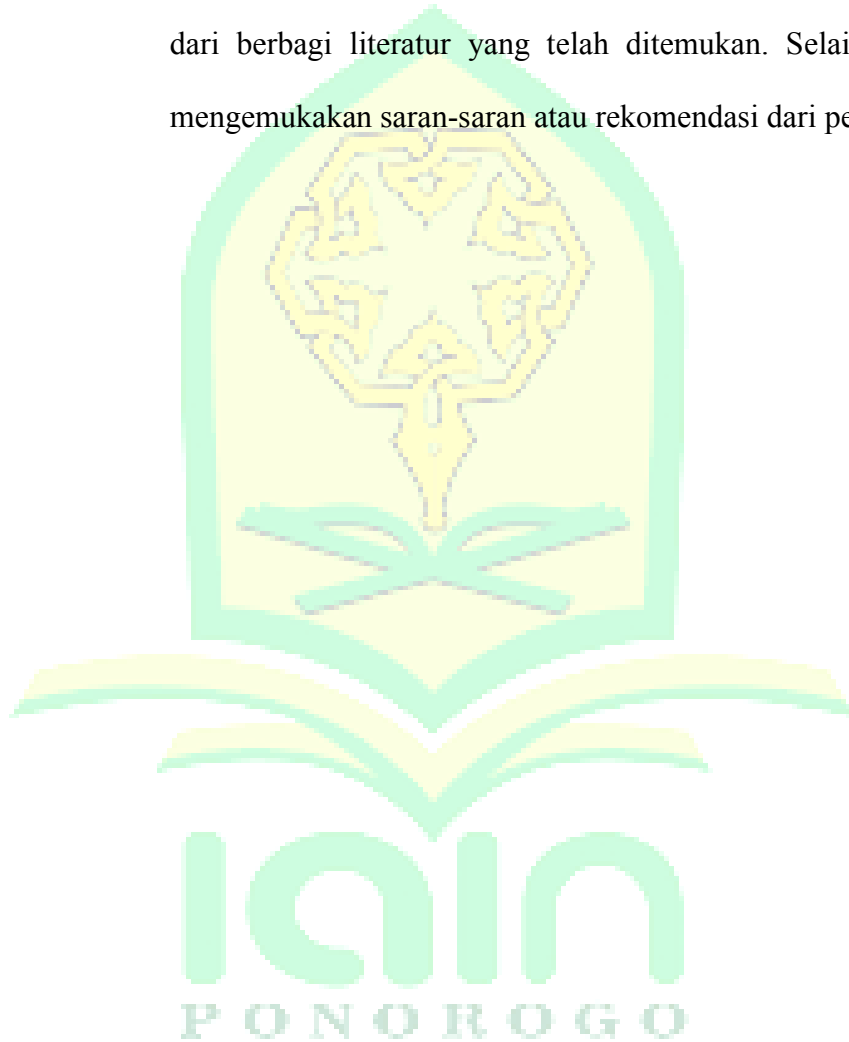 dari berbagi literatur yang telah ditemukan. Selai
mengemukakan saran-saran atau rekomendasi dari pe
iain
PONOROGO